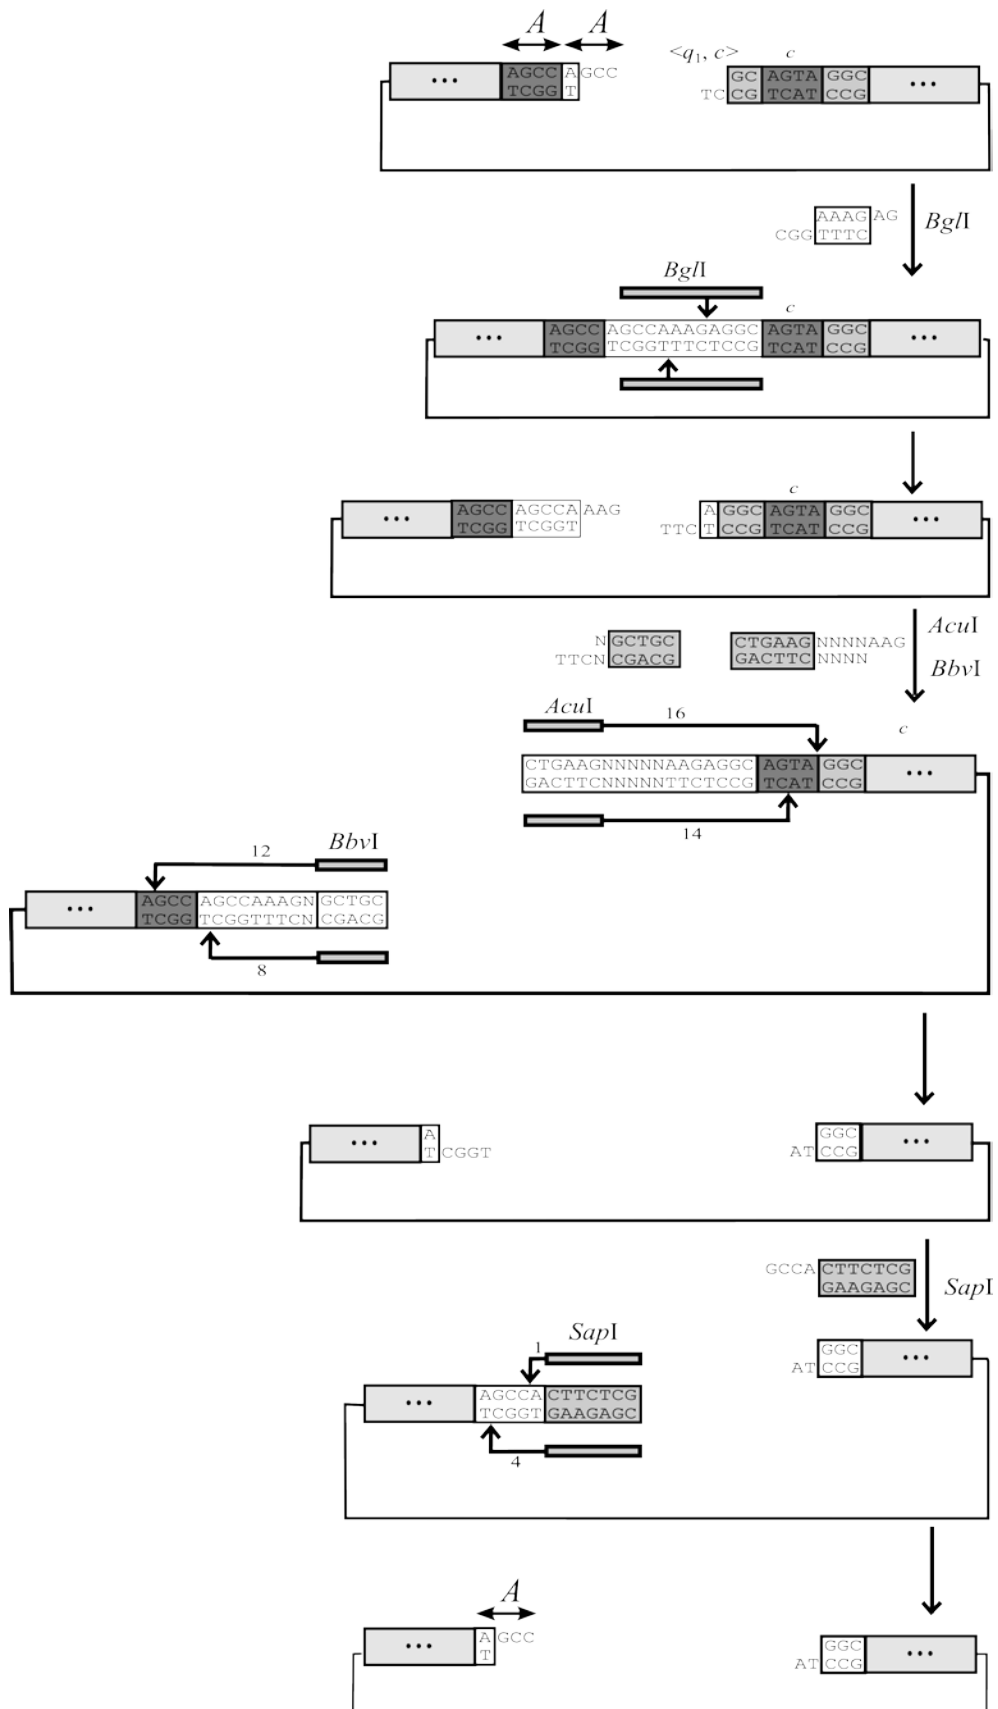 A A
<q1, c> c
••• AGCC AGCC GC AGTA GGC •••
TCGG T TC CG TCAT CCG
AAAG AG BglI
CGG TTTC
BglI
c
••• AGCC AGCCAAAGAGGC AGTA GGC •••
TCGG TCGGTTTCTCCG TCAT CCG
c
••• AGCC AGCCA AAG A GGC AGTA GGC •••
TCGG TCGGT TTC T CCG TCAT CCG
AcuI
N GCTGC CTGAAG NNNNAAG
TTCN CGACG GACTTC NNNN BbvI
AcuI 16 c
CTGAAGNNNNNAAGAGGC AGTA GGC •••
GACTTCNNNNNTTCTCCG TCAT CCG
14
12 BbvI
••• AGCC AGCCAAAGN GCTGC
TCGG TCGGTTTCN CGACG
8
••• A GGC •••
T CGGT AT CCG
GCCA CTTCTCG
GAAGAGC SapI
SapI
1 GGC •••
AT CCG
••• AGCCA CTTCTCG
TCGGT GAAGAGC
4
A
••• A GCC GGC •••
T AT CCG